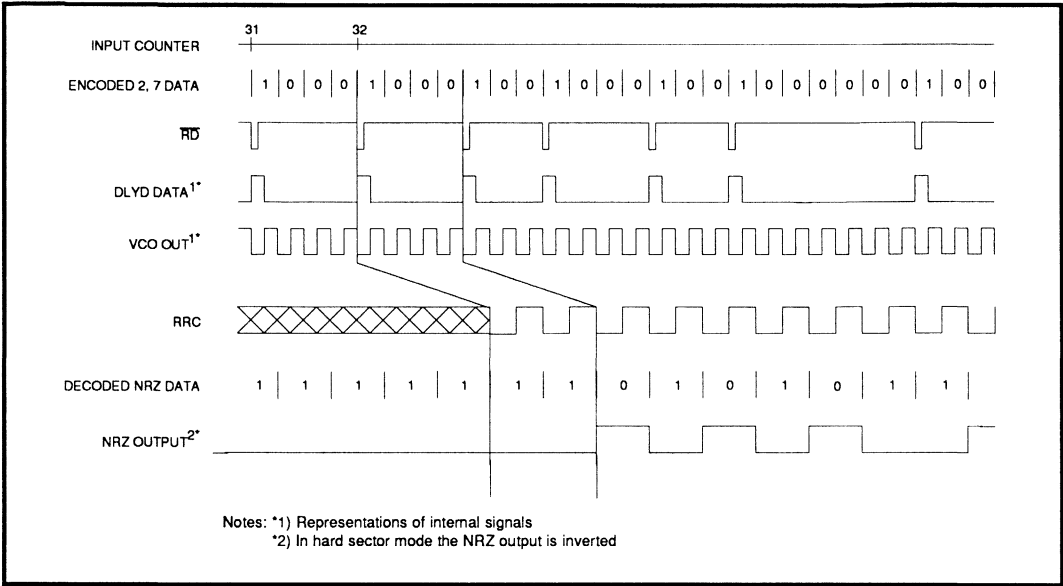 31 32
INPUT COUNTER
ENCODED 2, 7 DATA 1 0 0 0 1 0 0 0 1 0 0 1 0 0 0 1 0 0 1 0 0 0 0 0 0 1 0 0
RD
DLYD DATA1*
VCO OUT1*
RRC
DECODED NRZ DATA 1 1 1 1 1 1 1 0 1 0 1 0 1 1
NRZ OUTPUT2*
Notes: *1) Representations of internal signals
*2) In hard sector mode the NRZ output is inverted